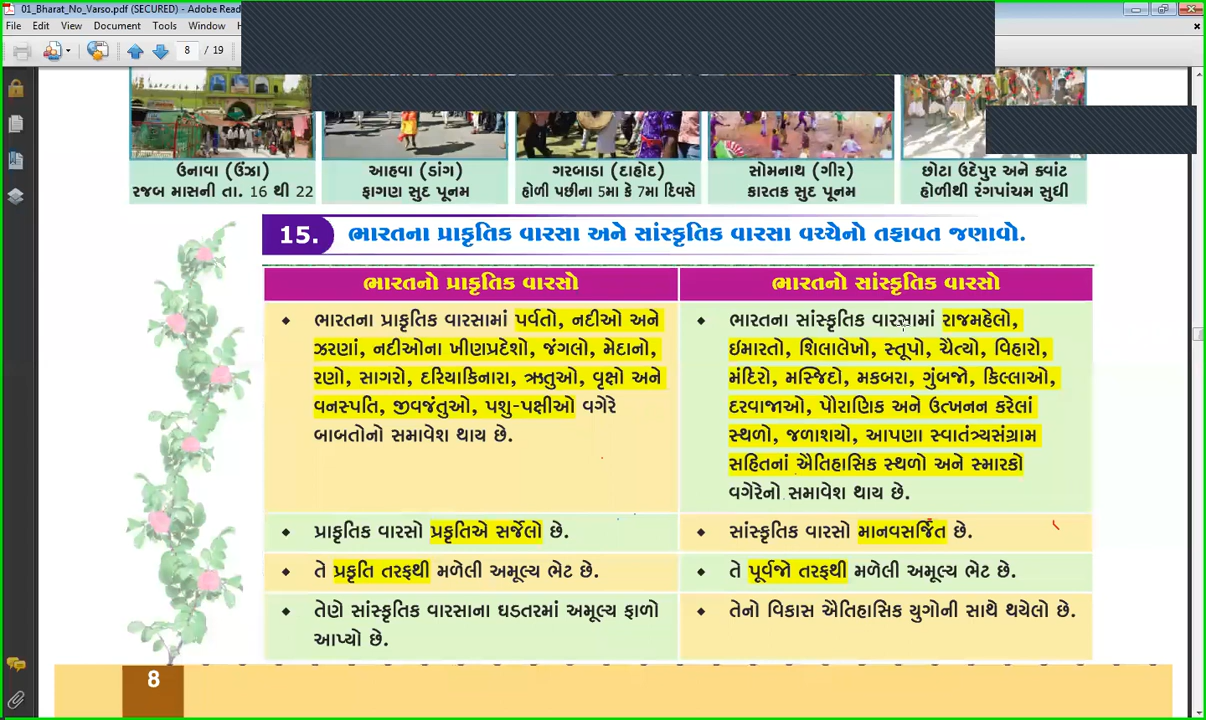 01_Bharat_No_Varso.pdf (SECURED) - Adobe Read
File Edit View Document Tools Window
8 / 19
ઉનાવા (ઉંઝા)
રજબ માસની તા. 16 થી 22
આહવા (ડાંગ)
ફાગણ સુદ પૂનમ
ગરબાડા (દાહોદ)
હોળી પછીના 5મા કે 7મા દિવસે
સોમનાથ (ગીર)
કારતક સુદ પૂનમ
છોટા ઉદેપુર અને ક્વાંટ
હોળીથી રંગપાંચમ સુધી
15. ભારતના પ્રાકૃતિક વારસા અને સાંસ્કૃતિક વારસા વચ્ચેનો તફાવત જણાવો.
ભારતનો પ્રાકૃતિક વારસો
ભારતનો સાંસ્કૃતિક વારસો
ભારતના પ્રાકૃતિક વારસામાં પર્વતો, નદીઓ અને
ઝરણાં, નદીઓના ખીણપ્રદેશો, જંગલો, મેદાનો,
રણો, સાગરો, દરિયાકિનારા, ઋતુઓ, વૃક્ષો અને
વનસ્પતિ, જીવજંતુઓ, પશુ-પક્ષીઓ વગેરે
બાબતોનો સમાવેશ થાય છે.
ભારતના સાંસ્કૃતિક વારસામાં રાજમહેલો,
ઇમારતો, શિલાલેખો, સ્તૂપો, ચૈત્યો, વિહારો,
મંદિરો, મસ્જિદો, મકબરા, ગુંબજો, કિલ્લાઓ,
દરવાજાઓ, પૌરાણિક અને ઉત્ખનન કરેલાં
સ્થળો, જળાશયો, આપણા સ્વાતંત્ર્યસંગ્રામ
સહિતનાં ઐતિહાસિક સ્થળો અને સ્મારકો
વગેરેનો સમાવેશ થાય છે.
પ્રાકૃતિક વારસો પ્રકૃતિએ સર્જેલો છે.
સાંસ્કૃતિક વારસો માનવસર્જિત છે.
તે પ્રકૃતિ તરફથી મળેલી અમૂલ્ય ભેટ છે.
તે પૂર્વજો તરફથી મળેલી અમૂલ્ય ભેટ છે.
તેણે સાંસ્કૃતિક વારસાના ઘડતરમાં અમૂલ્ય ફાળો
આપ્યો છે.
તેનો વિકાસ ઐતિહાસિક યુગોની સાથે થયેલો છે.
8